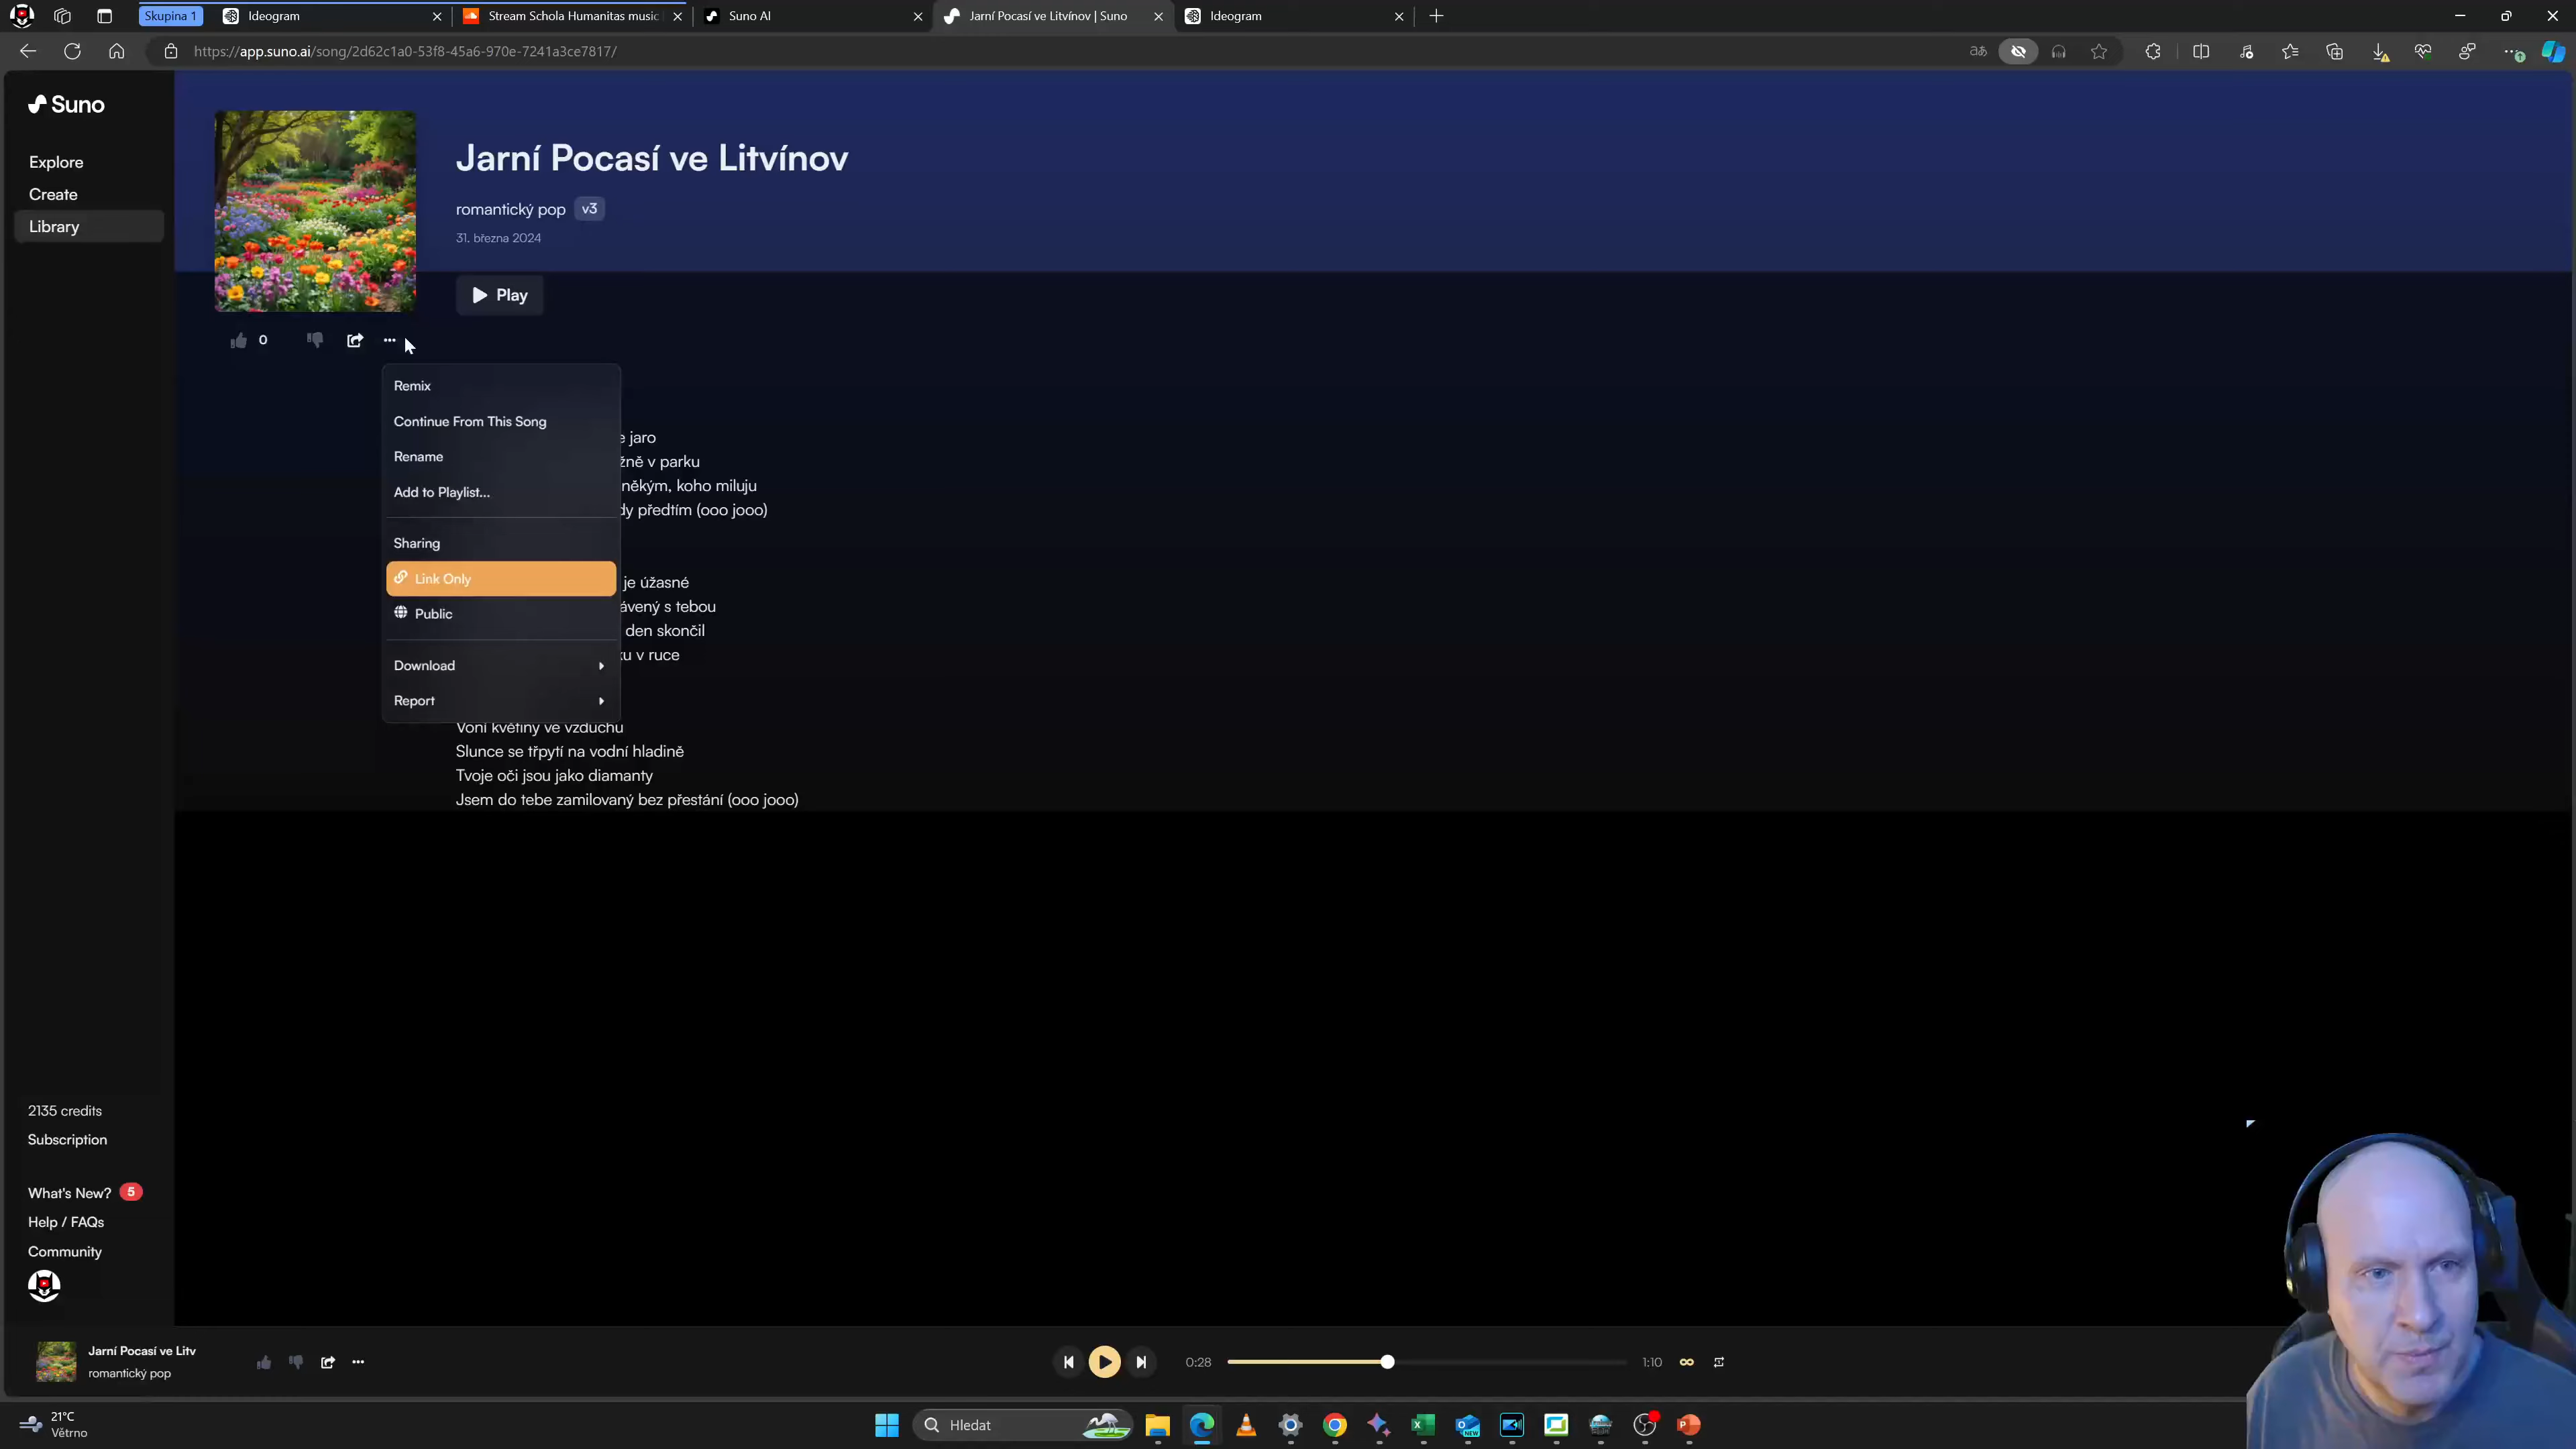 Skupina 1
Ideogram
Stream Schola Humanitas music
Suno AI
Jarní Pocasí ve Litvínov | Suno
Ideogram
https://app.suno.ai/song/2d62c1a0-53f8-45a6-970e-7241a3ce7817/
Suno
Explore
Create
Library
Jarní Pocasí ve Litvínov
romantický pop v3
31. března 2024
Play
0
Remix
Continue From This Song
Rename
Add to Playlist...
Sharing
Link Only
Public
Download
Report
jaro
v parku
někým, koho miluju
předtím (ooo jooo)
je úžasné
s tebou
den skončil
v ruce
Voní květiny ve vzduchu
Slunce se třpytí na vodní hladině
Tvoje oči jsou jako diamanty
Jsem do tebe zamilovaný bez přestání (ooo jooo)
2135 credits
Subscription
What's New? 5
Help / FAQs
Community
Jarní Pocasí ve Litv
romantický pop
0:28
1:10
21°C
Větrno
Hledat